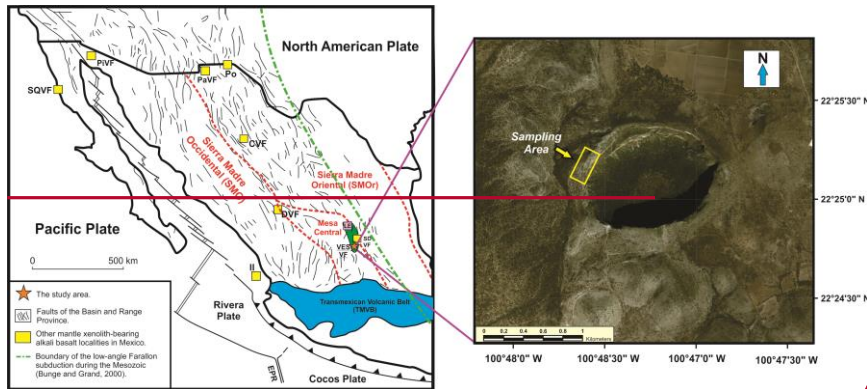 North American Plate
PiVF
PaVF
Po
SQVF
CVF
Sierra Madre
Occidental (SMO)
Sierra Madre
Oriental (SMOr)
DVF
Mesa
Central
VES
VF
Pacific Plate
0
500 km
Transmexican Volcanic Belt
(TMVB)
Rivera
Plate
EPR
Cocos Plate
The study area.
Faults of the Basin and Range
Province.
Other mantle xenolith-bearing
alkali basalt localities in Mexico.
Boundary of the low-angle Farallon
subduction during the Mesozoic
(Bunge and Grand, 2000).
N
Sampling
Area
22°25'30" N
22°25'0" N
22°24'30" N
0 0.2 0.4 0.6 0.8 1
Kilometers
100°48'0" W
100°48'30" W
100°47'0" W
100°47'30" W